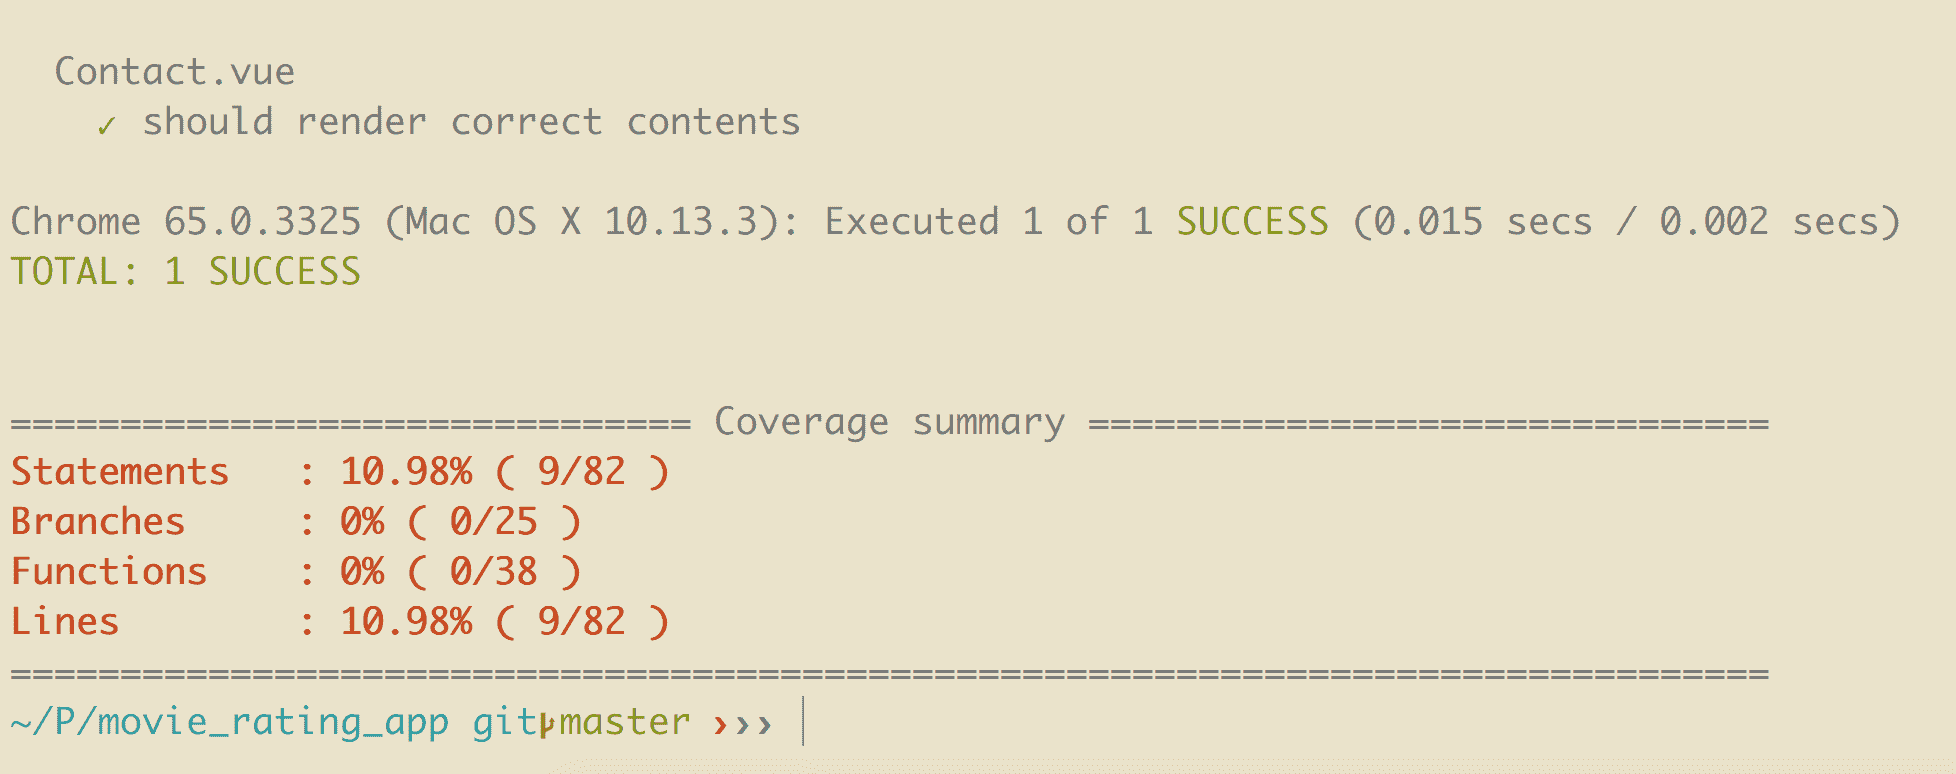 Contact.vue
✓ should render correct contents
Chrome 65.0.3325 (Mac OS X 10.13.3): Executed 1 of 1 SUCCESS (0.015 secs / 0.002 secs)
TOTAL: 1 SUCCESS
=============================== Coverage summary ===============================
Statements   : 10.98% ( 9/82 )
Branches     : 0% ( 0/25 )
Functions    : 0% ( 0/38 )
Lines        : 10.98% ( 9/82 )
================================================================================
~/P/movie_rating_app git master ❯❯❯